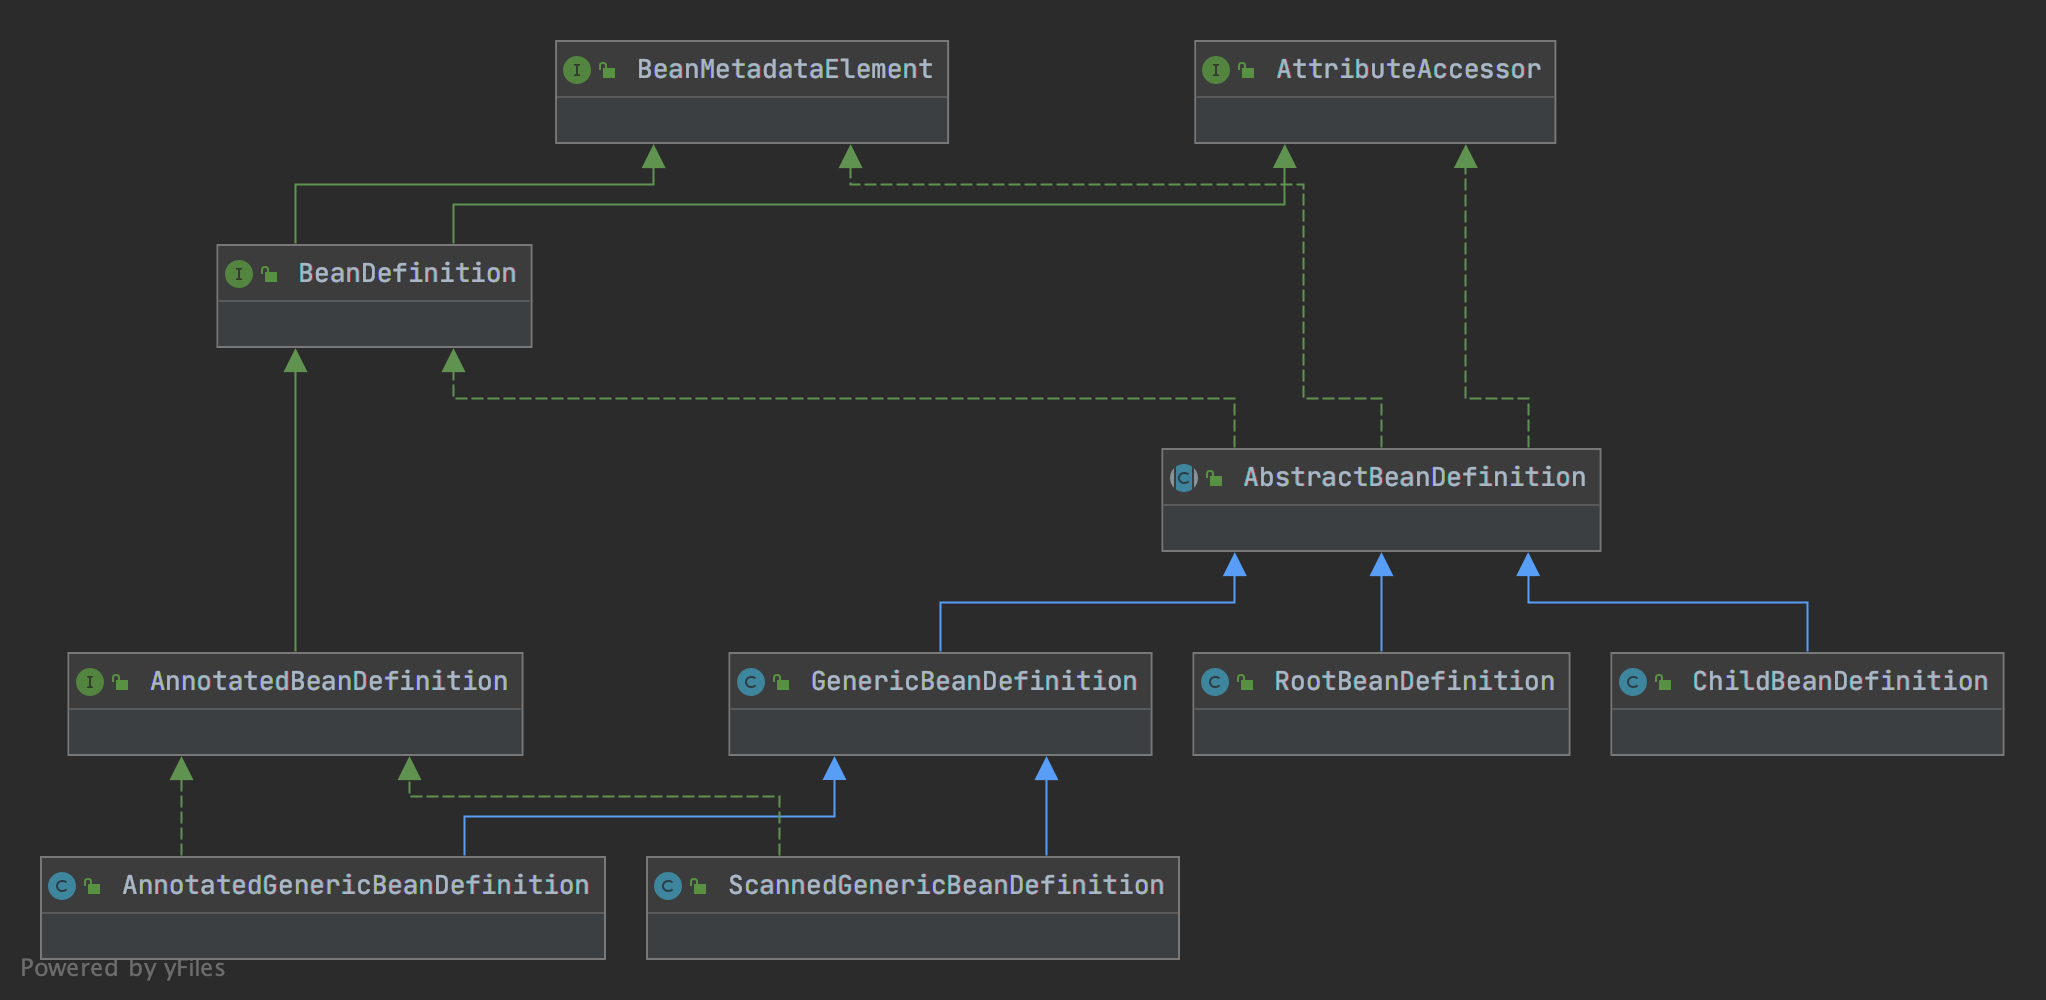 BeanMetadataElement
AttributeAccessor
BeanDefinition
AbstractBeanDefinition
AnnotatedBeanDefinition
GenericBeanDefinition
RootBeanDefinition
ChildBeanDefinition
AnnotatedGenericBeanDefinition
ScannedGenericBeanDefinition
Powered by yFiles